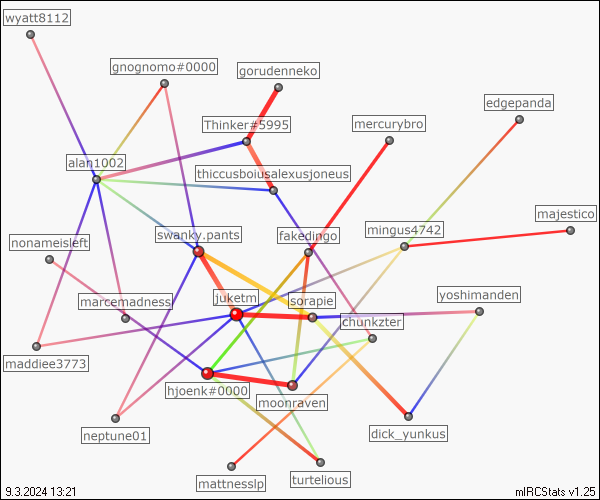 wyatt8112
gnognomo#0000
gorudenneko
edgepanda
Thinker#5995
mercurybro
alan1002
thiccusboiusalexusjoneus
majestico
mingus4742
swanky.pants
fakedingo
nonameisleft
marcemadness
juketm
sorapie
yoshimanden
chunkzter
maddiee3773
hjoenk#0000
moonraven
neptune01
dick_yunkus
mattnesslp
turtelious
9.3.2024 13:21
mIRCStats v1.25